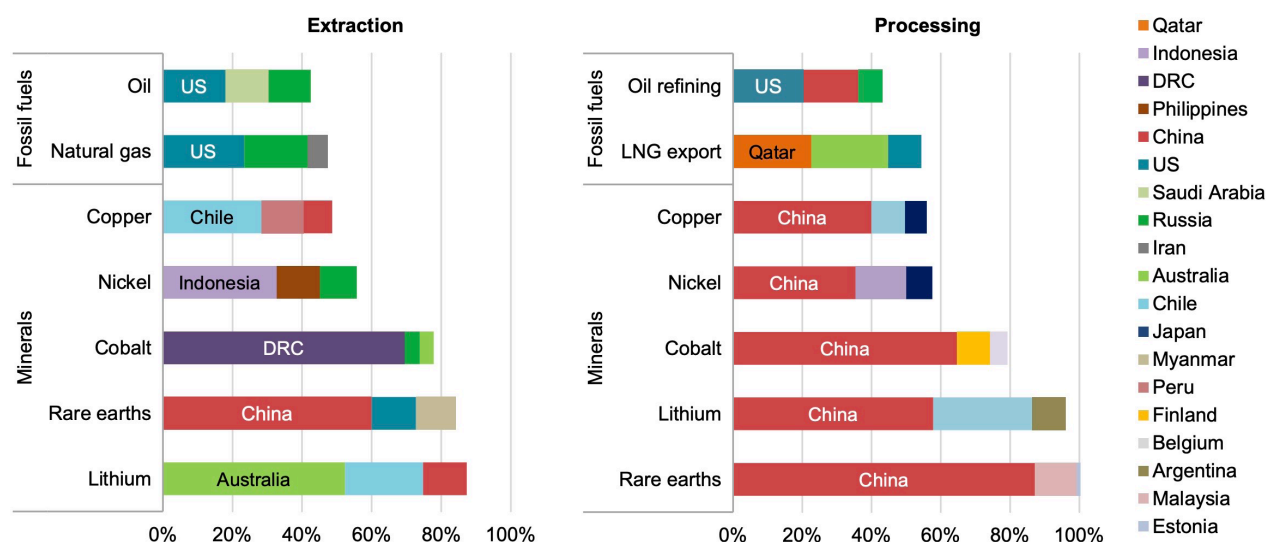 Extraction
Fossil fuels
Oil
US
Natural gas
US
Minerals
Copper
Chile
Nickel
Indonesia
Cobalt
DRC
Rare earths
China
Lithium
Australia
0% 20% 40% 60% 80% 100%
Processing
Fossil fuels
Oil refining
US
LNG export
Qatar
Minerals
Copper
China
Nickel
China
Cobalt
China
Lithium
China
Rare earths
China
0% 20% 40% 60% 80% 100%
Qatar
Indonesia
DRC
Philippines
China
US
Saudi Arabia
Russia
Iran
Australia
Chile
Japan
Myanmar
Peru
Finland
Belgium
Argentina
Malaysia
Estonia